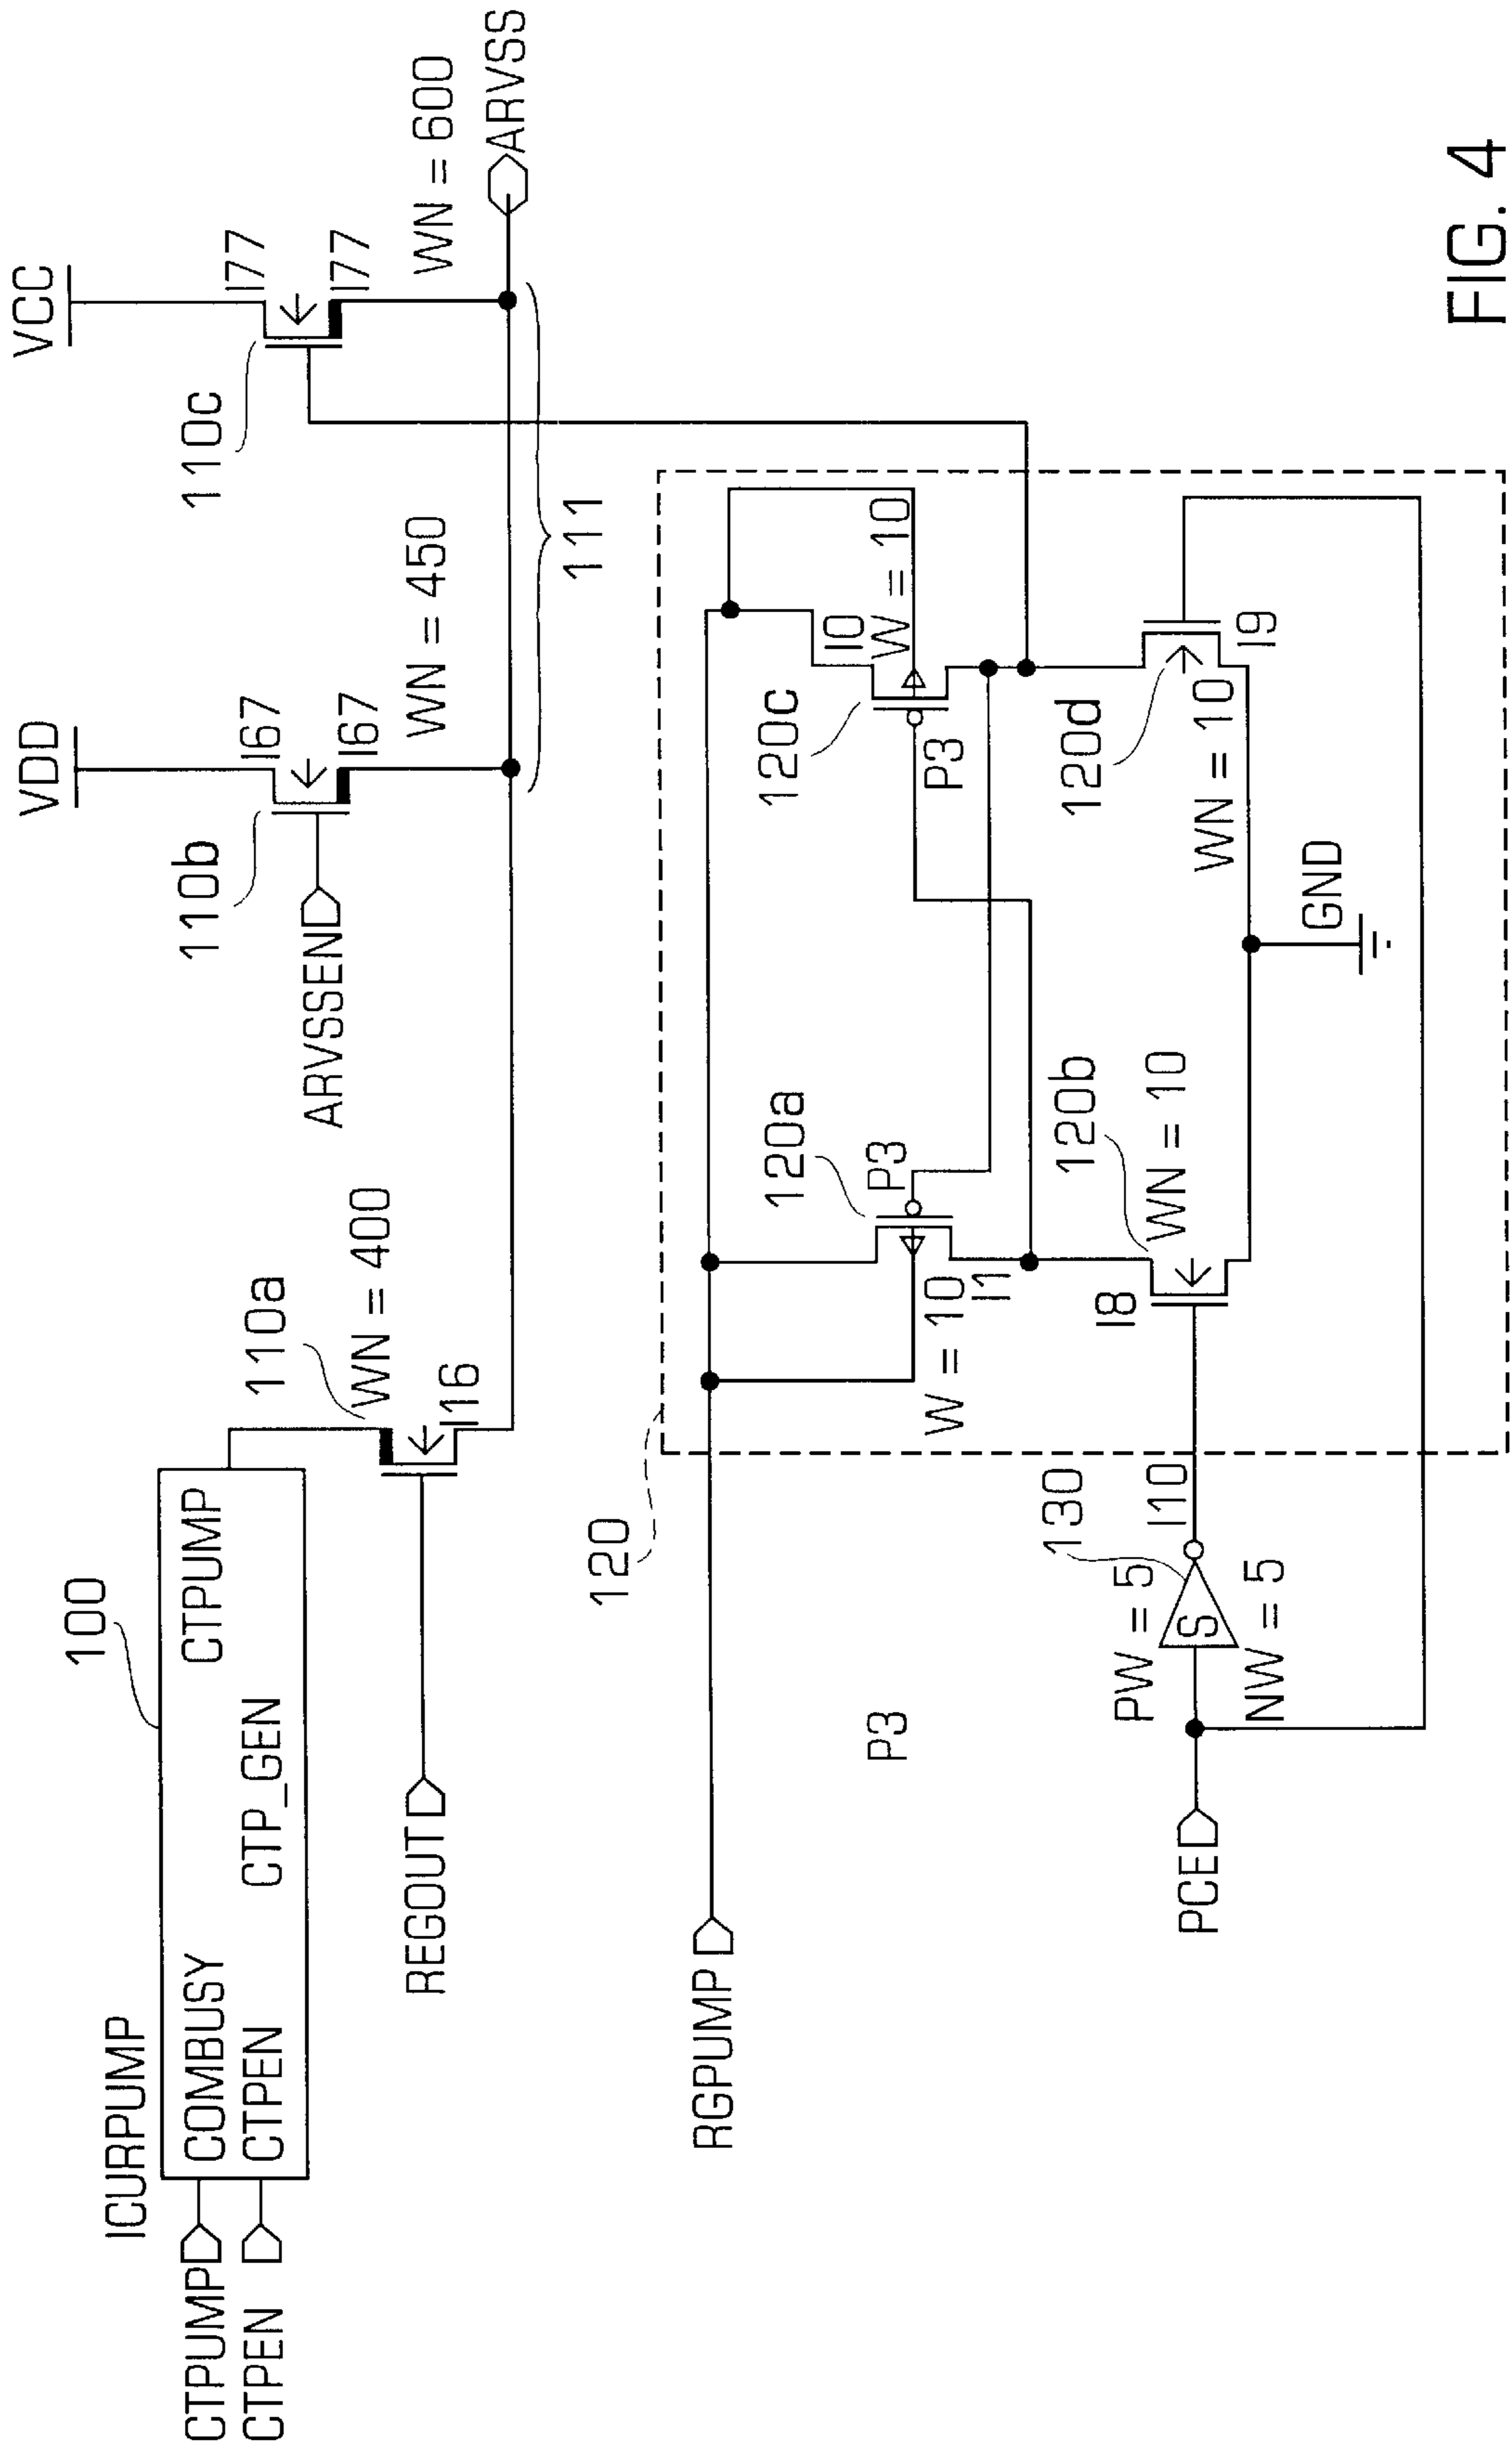 VCC
VDD
I77
I77
110c
WN = 600
ARVSS
I67
I67
110b
WN = 450
ARVSSEN
111
100
110a
WN = 400
I16
ICURPUMP
CTPUMP
CTPEN
COMBUSY
CTPEN
CTPUMP
CTP_GEN
REGOUT
120
RGPUMP
120a
P3
W = 10
I1
120c
I0
W = 10
P3
P3
120b
WN = 10
I8
120d
WN = 10
I9
GND
130
PW = 5
I10
S
NW = 5
PCE
FIG. 4